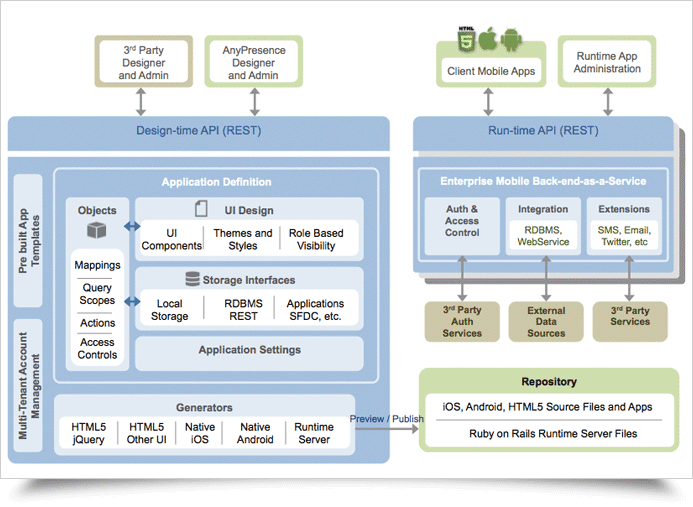 3rd Party
Designer
and Admin
AnyPresence
Designer
and Admin
HTML
5
Client Mobile Apps
Runtime App
Administration
Design-time API (REST)
Run-time API (REST)
Pre built App
Templates
Multi-Tenant Account
Management
Application Definition
Objects
Mappings
Query
Scopes
Actions
Access
Controls
UI Design
UI
Components
Themes and
Styles
Role Based
Visibility
Storage Interfaces
Local
Storage
RDBMS
REST
Applications
SFDC, etc.
Application Settings
Generators
HTML5
jQuery
HTML5
Other UI
Native
iOS
Native
Android
Runtime
Server
Preview / Publish
Enterprise Mobile Back-end-as-a-Service
Auth &
Access
Control
Integration
RDBMS,
WebService
Extensions
SMS, Email,
Twitter, etc
3rd Party
Auth
Services
External
Data
Sources
3rd Party
Services
Repository
iOS, Android, HTML5 Source Files and Apps
Ruby on Rails Runtime Server Files